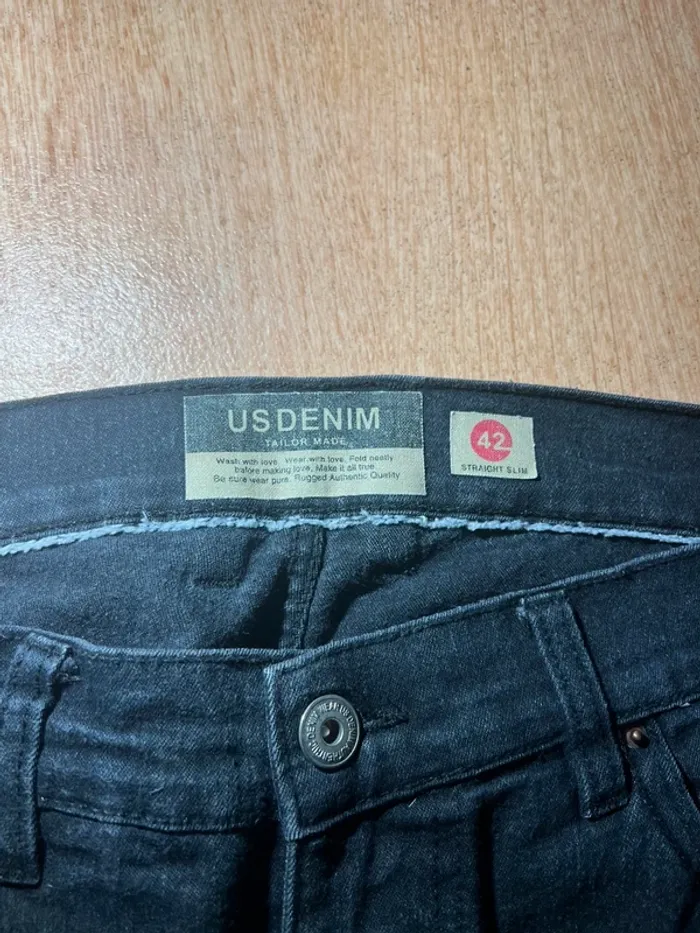 USDENIM
TAILOR MADE
Wash with love. Wear with love. Fold neatly
before making love. Make it all true.
Be sure wear pure. Rugged Authentic Quality
42
STRAIGHT SLIM